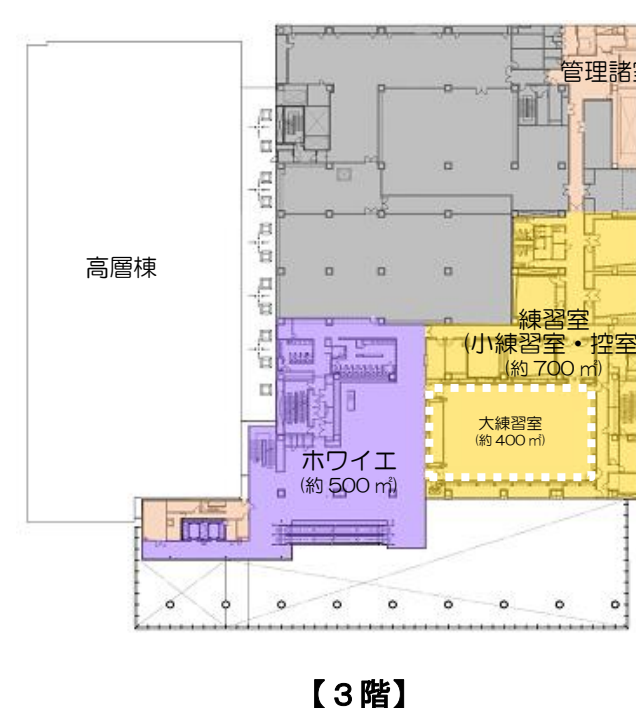 管理諸室
高層棟
練習室
(小練習室・控室
(約 700 ㎡)
大練習室
(約 400 ㎡)
ホワイエ
(約 500 ㎡)
【３階】